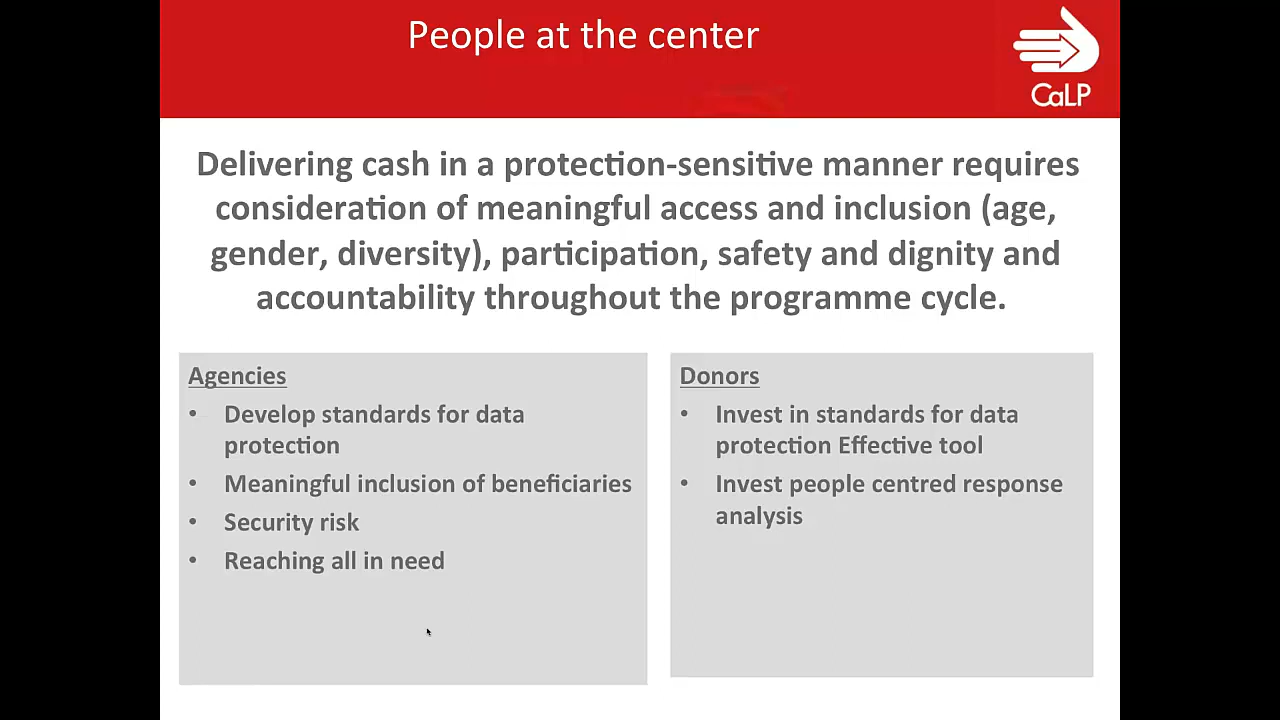 People at the center
CaLP
Delivering cash in a protection-sensitive manner requires
consideration of meaningful access and inclusion (age,
gender, diversity), participation, safety and dignity and
accountability throughout the programme cycle.
Agencies
• Develop standards for data
protection
• Meaningful inclusion of beneficiaries
• Security risk
• Reaching all in need
Donors
• Invest in standards for data
protection Effective tool
• Invest people centred response
analysis